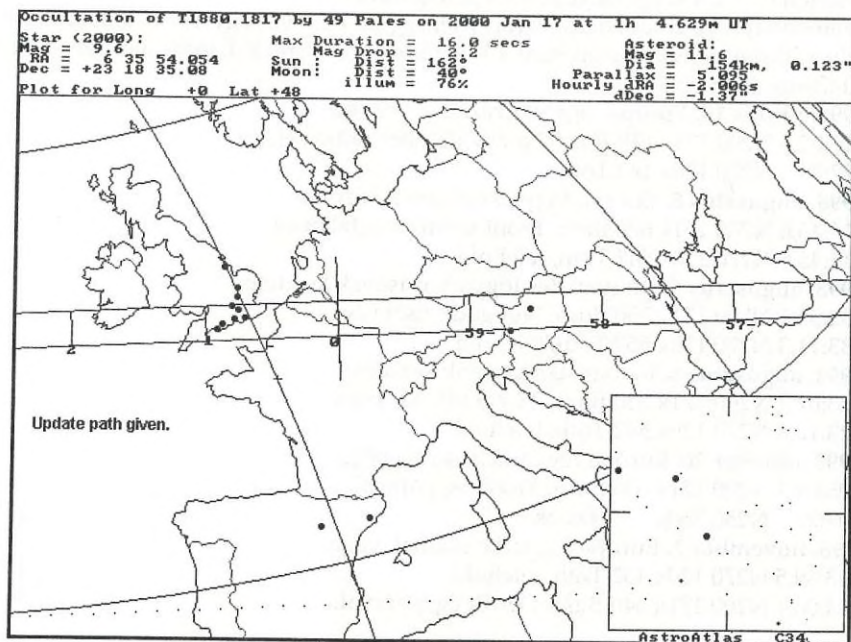 Occultation of T1880.1817 by 49 Pales on 2000 Jan 17 at 1h 4.629m UT
Star (2000):
Mag = 9.6
RA = 6 35 54.054
Dec = +23 18 35.08
Max Duration = 16.0 secs
Mag Drop = 2.2
Sun : Dist = 162°
Moon: Dist = 40°
illum = 76%
Asteroid:
Mag = 11.6
Dia = 154km, 0.123"
Parallax = 5.095
Hourly dRA = -2.006s
dDec = -1.37"
Plot for Long +0 Lat +48
2
1
0
59
58
57
Update path given.
AstroAtlas C34